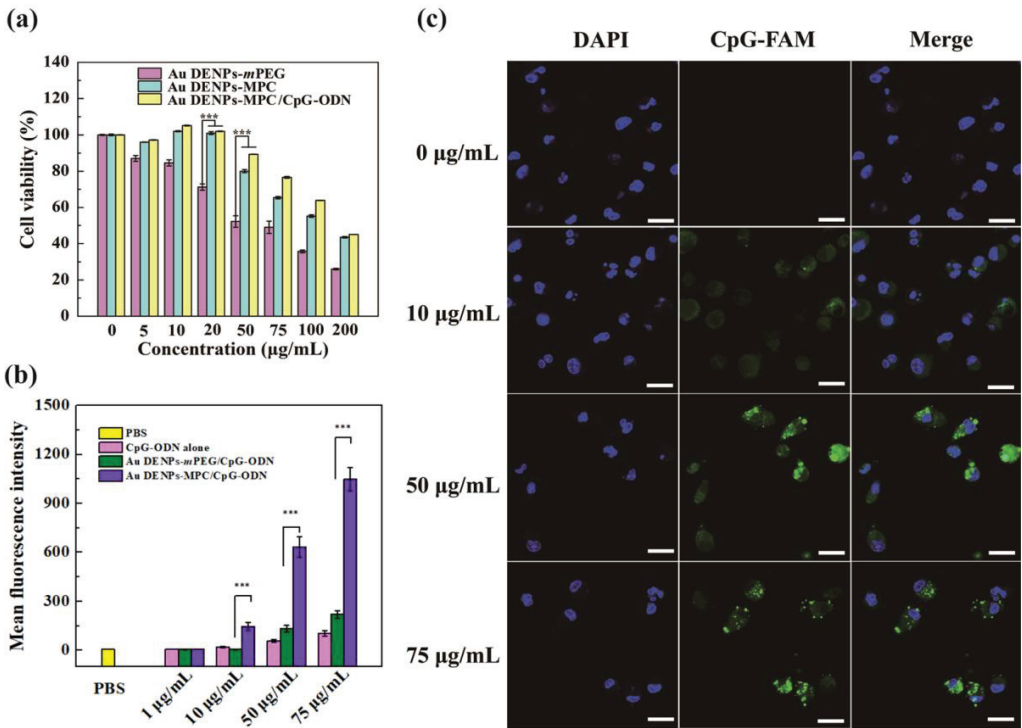 (a)
Au DENPs-mPEG
Au DENPs-MPC
Au DENPs-MPC/CpG-ODN
***
***
Cell viability (%)
140
120
100
80
60
40
20
0
0 5 10 20 50 75 100 200
Concentration (µg/mL)
(b)
Mean fluorescence intensity
1500
1200
900
600
300
0
PBS
CpG-ODN alone
Au DENPs-mPEG/CpG-ODN
Au DENPs-MPC/CpG-ODN
***
***
***
PBS 1 µg/mL 10 µg/mL 50 µg/mL 75 µg/mL
(c)
DAPI CpG-FAM Merge
0 µg/mL
10 µg/mL
50 µg/mL
75 µg/mL